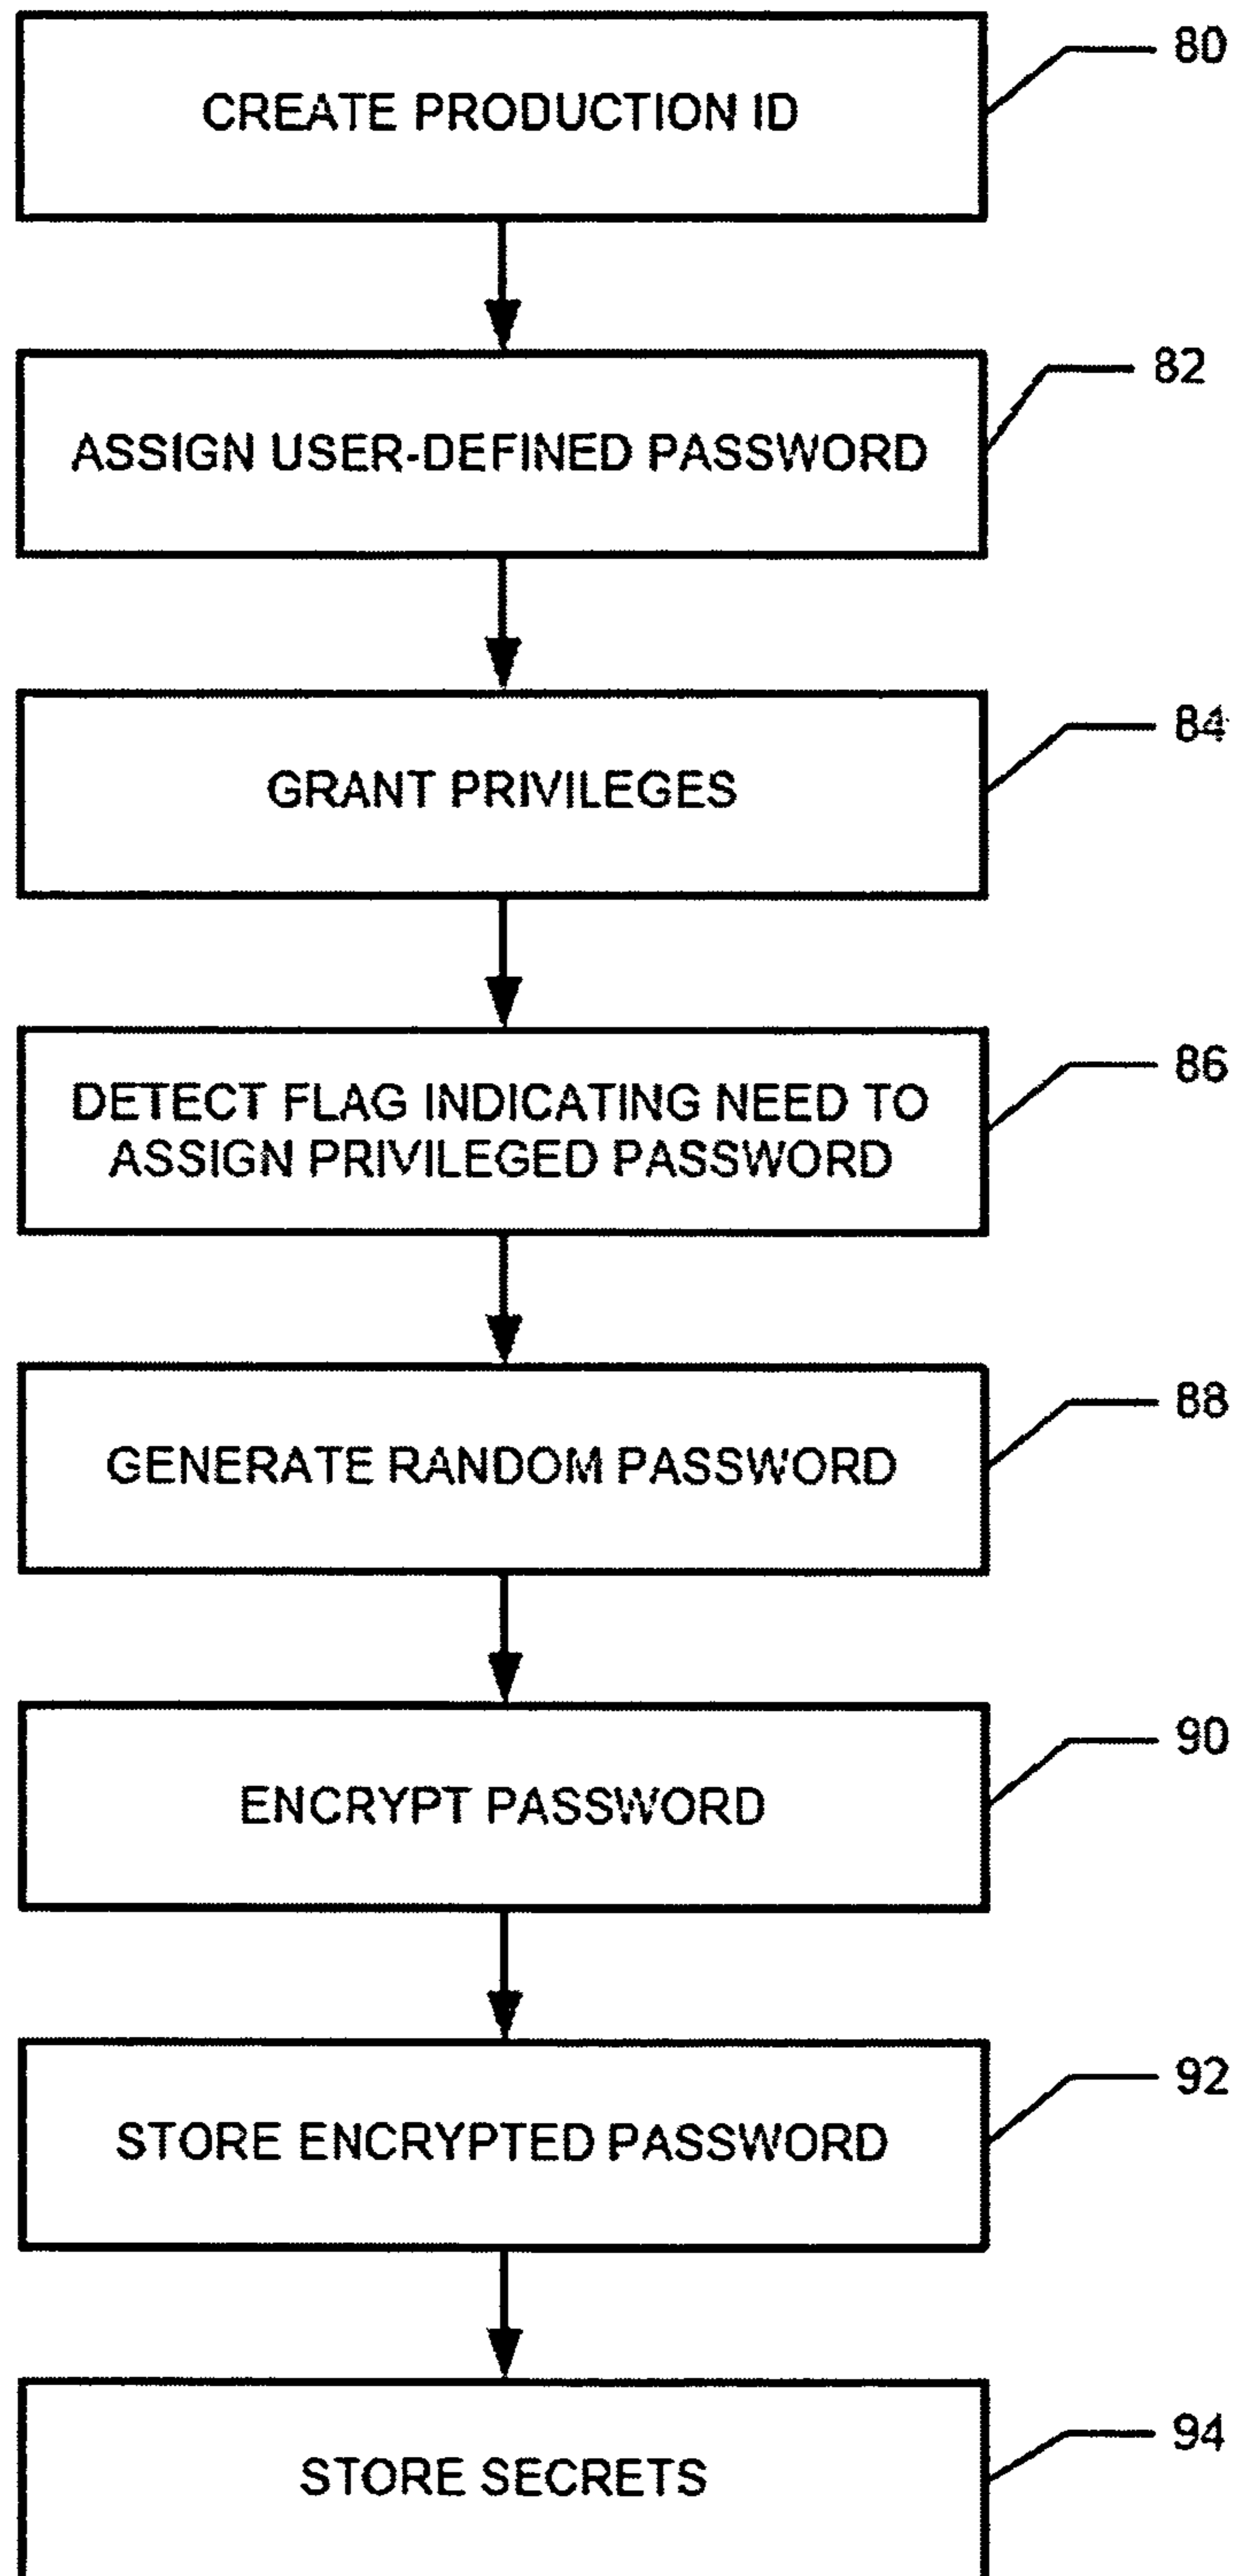 CREATE PRODUCTION ID
80
ASSIGN USER-DEFINED PASSWORD
82
GRANT PRIVILEGES
84
DETECT FLAG INDICATING NEED TO
ASSIGN PRIVILEGED PASSWORD
86
GENERATE RANDOM PASSWORD
88
ENCRYPT PASSWORD
90
STORE ENCRYPTED PASSWORD
92
STORE SECRETS
94